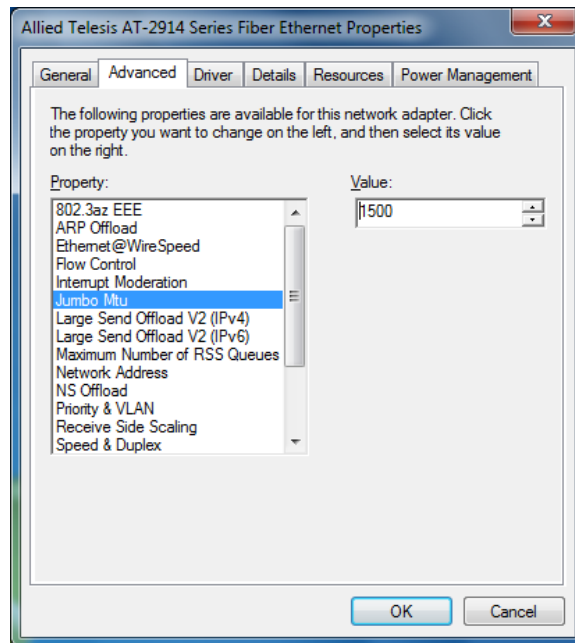 Allied Telesis AT-2914 Series Fiber Ethernet Properties
General Advanced Driver Details Resources Power Management
The following properties are available for this network adapter. Click
the property you want to change on the left, and then select its value
on the right.
Property:
Value:
802.3az EEE
1500
ARP Offload
Ethernet@WireSpeed
Flow Control
Interrupt Moderation
Jumbo Mtu
Large Send Offload V2 (IPv4)
Large Send Offload V2 (IPv6)
Maximum Number of RSS Queues
Network Address
NS Offload
Priority & VLAN
Receive Side Scaling
Speed & Duplex
OK
Cancel